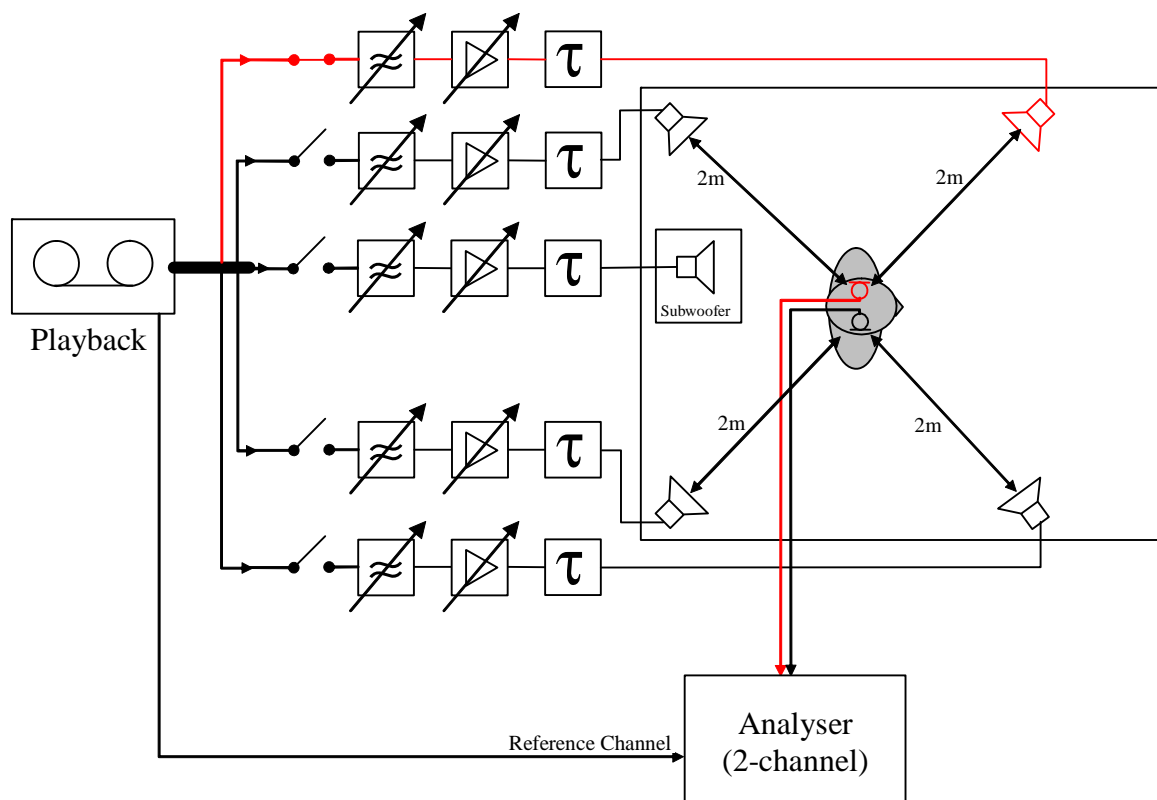 τ
τ
2m
2m
τ
Subwoofer
Playback
2m
2m
τ
τ
Reference Channel
Analyser
(2-channel)